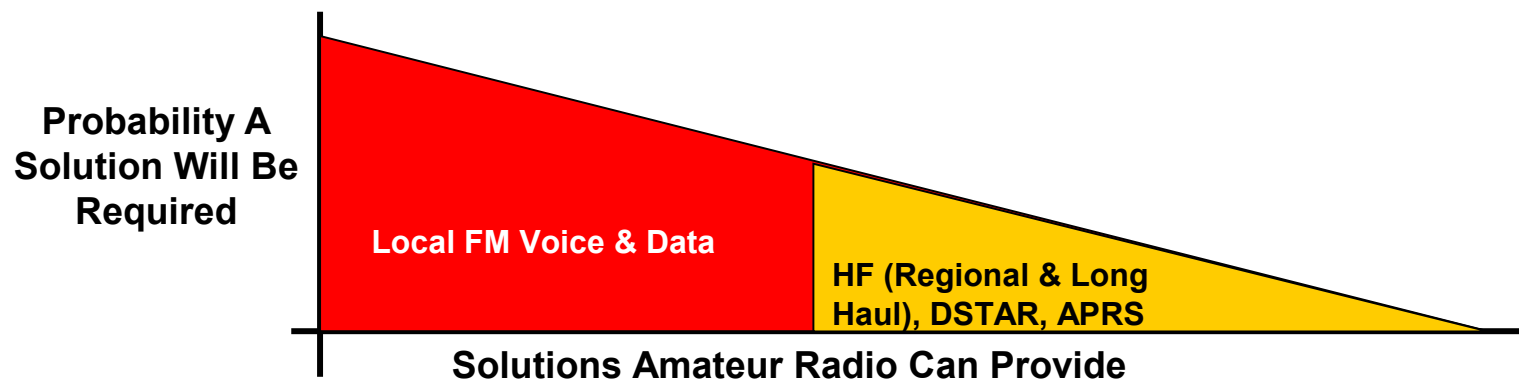 Probability A
Solution Will Be
Required
Local FM Voice & Data
HF (Regional & Long
Haul), DSTAR, APRS
Solutions Amateur Radio Can Provide